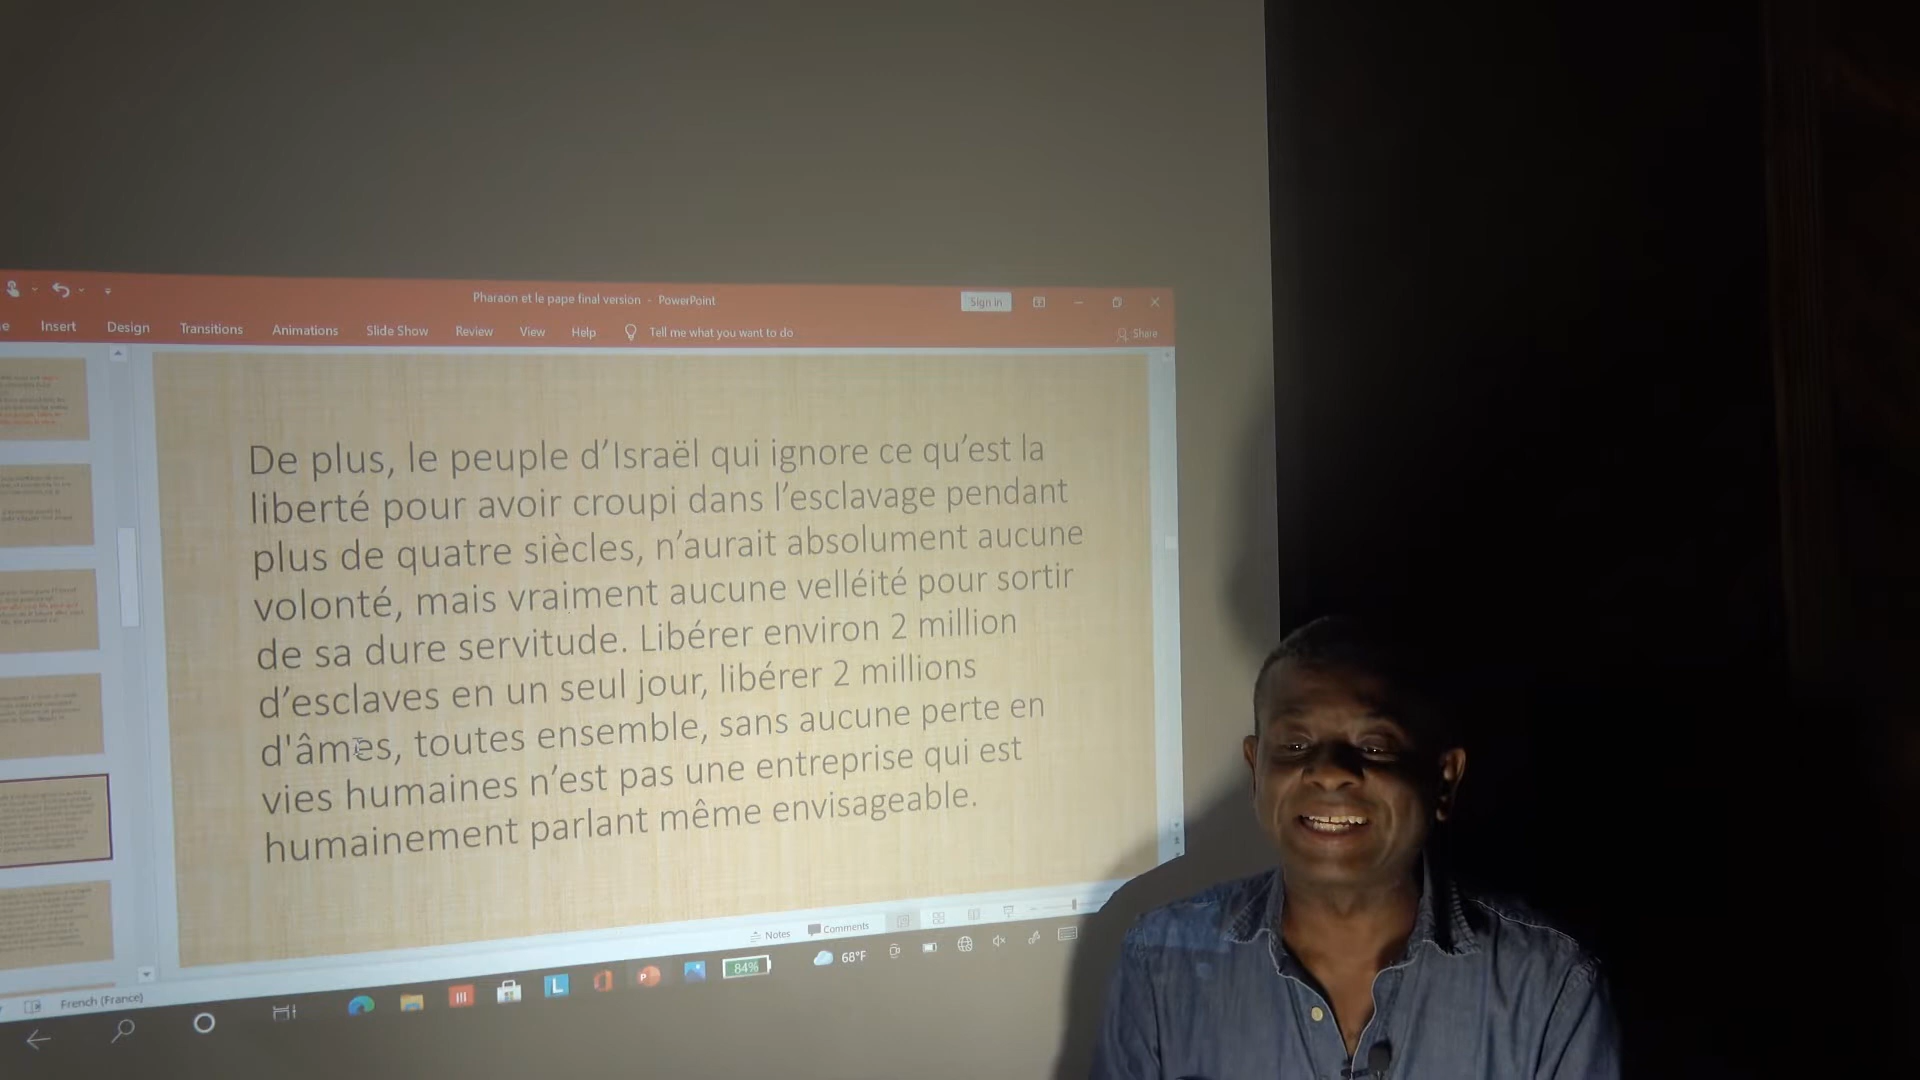 Pharaon et le pape final version - PowerPoint
Sign in
Insert Design Transitions Animations Slide Show Review View Help Tell me what you want to do Share
De plus, le peuple d’Israël qui ignore ce qu’est la
liberté pour avoir croupi dans l’esclavage pendant
plus de quatre siècles, n’aurait absolument aucune
volonté, mais vraiment aucune velléité pour sortir
de sa dure servitude. Libérer environ 2 million
d’esclaves en un seul jour, libérer 2 millions
d'âmes, toutes ensemble, sans aucune perte en
vies humaines n’est pas une entreprise qui est
humainement parlant même envisageable.
Notes Comments
French (France)
84% 68°F